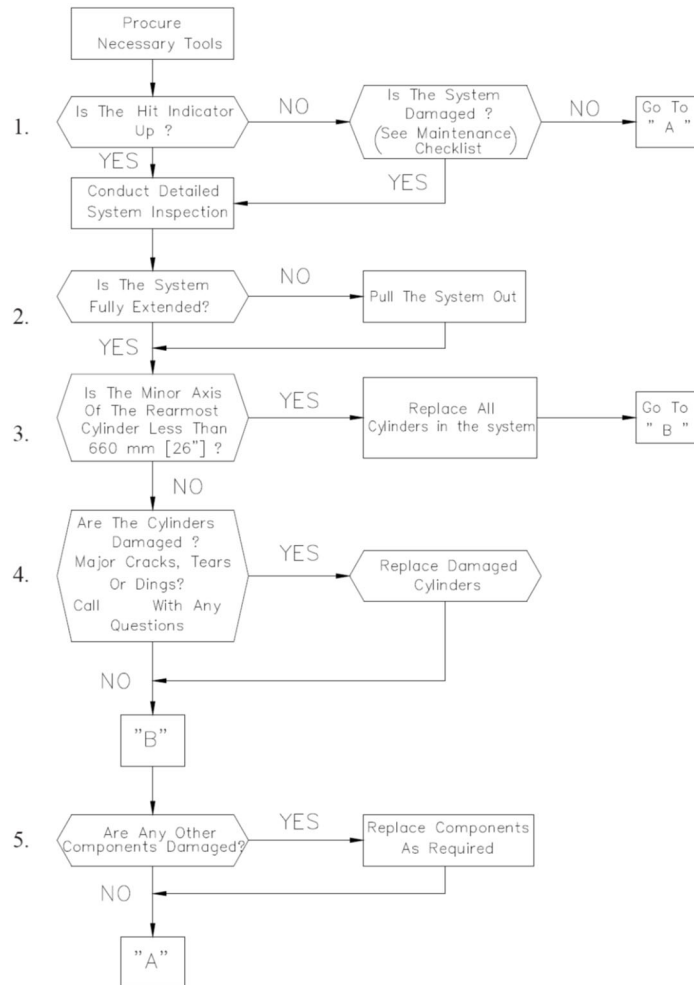 Procure
Necessary Tools
1.
Is The Hit Indicator
Up ?
NO
Is The System
Damaged ?
(See Maintenance)
Checklist
NO
Go To
" A "
YES
YES
Conduct Detailed
System Inspection
2.
Is The System
Fully Extended?
NO
Pull The System Out
YES
3.
Is The Minor Axis
Of The Rearmost
Cylinder Less Than
660 mm [26"] ?
YES
Replace All
Cylinders in the system
Go To
" B "
NO
4.
Are The Cylinders
Damaged ?
Major Cracks, Tears
Or Dings?
Call With Any
Questions
YES
Replace Damaged
Cylinders
NO
"B"
5.
Are Any Other
Components Damaged?
YES
Replace Components
As Required
NO
"A"